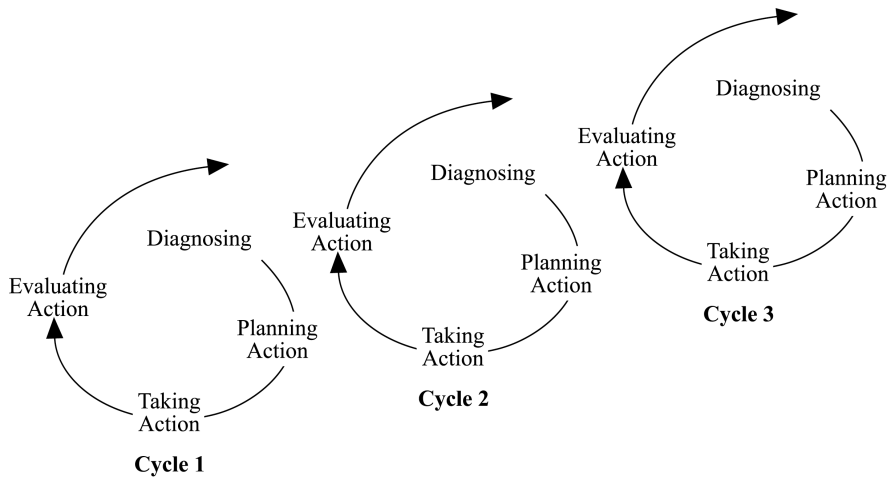 Diagnosing
Planning
Action
Taking
Action
Evaluating
Action
Cycle 1
Diagnosing
Planning
Action
Taking
Action
Evaluating
Action
Cycle 2
Diagnosing
Planning
Action
Taking
Action
Evaluating
Action
Cycle 3